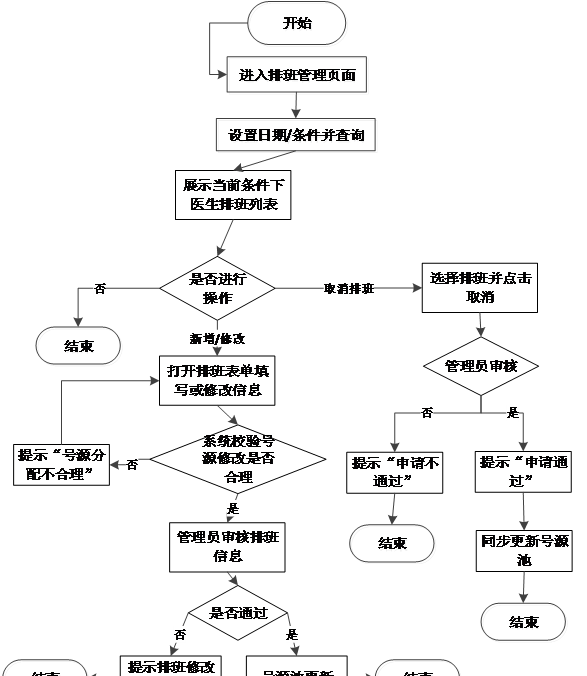 开始
进入排班管理页面
设置日期/条件并查询
展示当前条件下
医生排班列表
是否进行
操作
否
取消排班
选择排班并点击
取消
结束
新增/修改
管理员审核
打开排班表单填
写或修改信息
否
是
系统校验号
源修改是否
合理
提示“号源分
配不合理”
否
提示“申请不
通过”
提示“申请通
过”
是
管理员审核排班
信息
结束
同步更新号源
池
是否通过
结束
否
是
提示排班修改
号源池更新
结束
结束